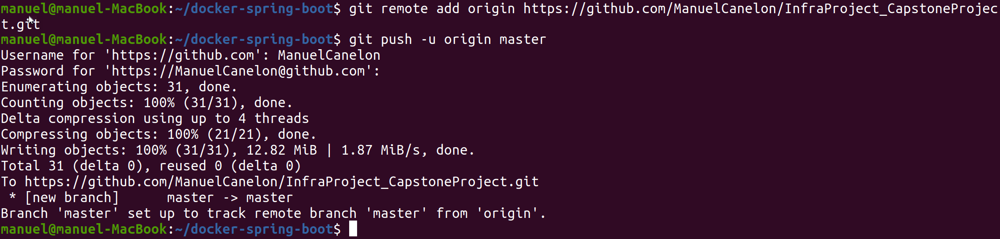 manuel@manuel-MacBook:~/docker-spring-boot$ git remote add origin https://github.com/ManuelCanelon/InfraProject_CapstoneProjec
t.git
manuel@manuel-MacBook:~/docker-spring-boot$ git push -u origin master
Username for 'https://github.com': ManuelCanelon
Password for 'https://ManuelCanelon@github.com':
Enumerating objects: 31, done.
Counting objects: 100% (31/31), done.
Delta compression using up to 4 threads
Compressing objects: 100% (21/21), done.
Writing objects: 100% (31/31), 12.82 MiB | 1.87 MiB/s, done.
Total 31 (delta 0), reused 0 (delta 0)
To https://github.com/ManuelCanelon/InfraProject_CapstoneProject.git
 * [new branch]      master -> master
Branch 'master' set up to track remote branch 'master' from 'origin'.
manuel@manuel-MacBook:~/docker-spring-boot$